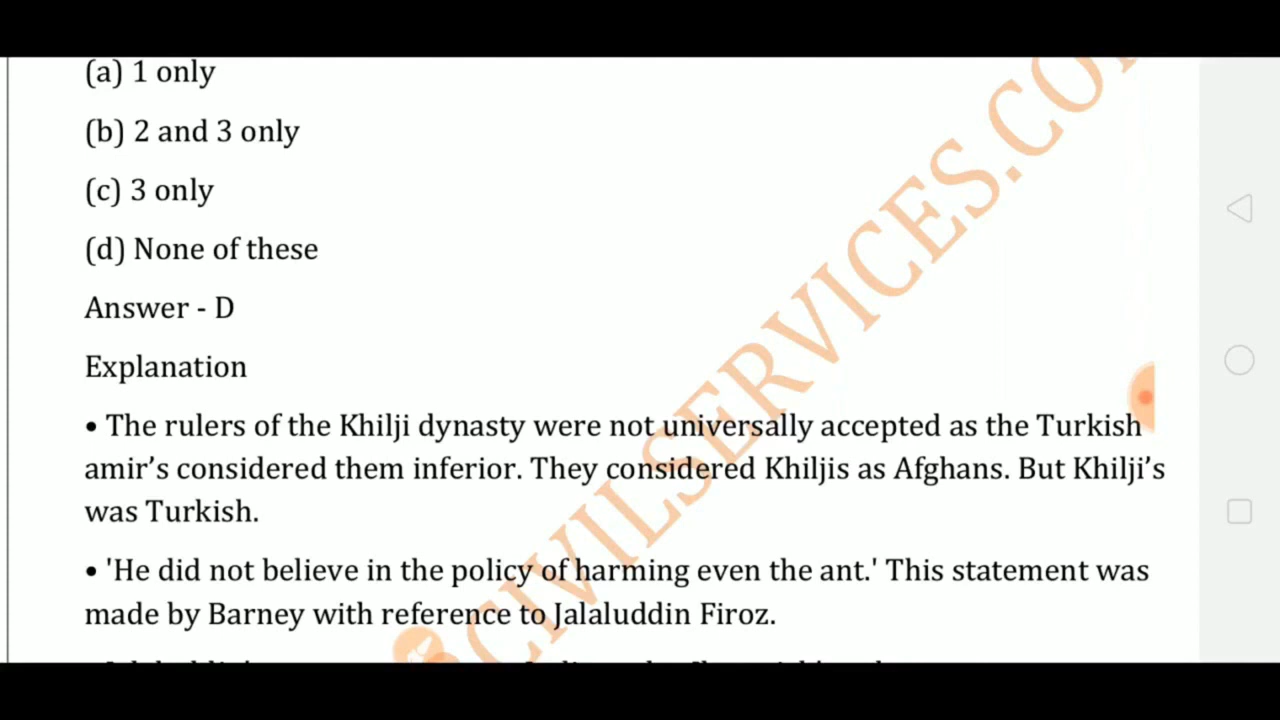 (a) 1 only
(b) 2 and 3 only
(c) 3 only
(d) None of these
Answer - D
Explanation
• The rulers of the Khilji dynasty were not universally accepted as the Turkish
amir’s considered them inferior. They considered Khiljis as Afghans. But Khilji’s
was Turkish.
• 'He did not believe in the policy of harming even the ant.' This statement was
made by Barney with reference to Jalaluddin Firoz.
CIVILSERVICES.COM